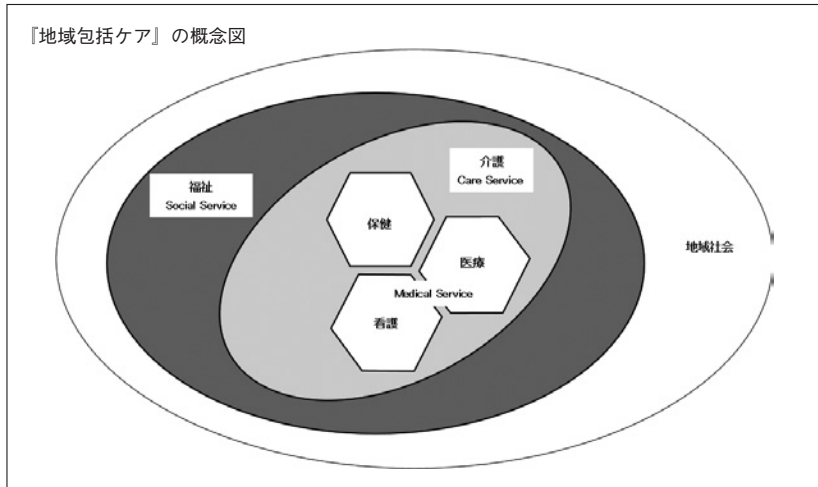 『地域包括ケア』の概念図
介護
Care Service
福祉
Social Service
保健
地域社会
医療
Medical Service
看護